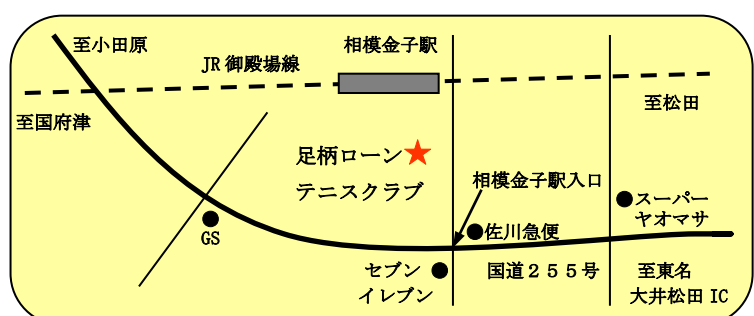 至小田原
相模金子駅
JR 御殿場線
至松田
至国府津
足柄ローン
テニスクラブ
相模金子駅入口
スーパー
ヤオマサ
佐川急便
GS
セブン
イレブン
国道２５５号
至東名
大井松田 IC